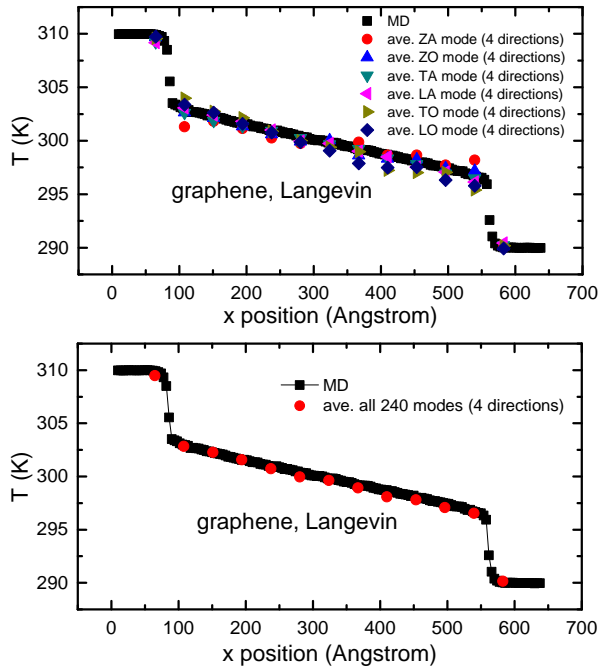 310
MD
ave. ZA mode (4 directions)
ave. ZO mode (4 directions)
305
ave. TA mode (4 directions)
ave. LA mode (4 directions)
ave. TO mode (4 directions)
T (K)
300
ave. LO mode (4 directions)
295
graphene, Langevin
290
0 100 200 300 400 500 600 700
x position (Angstrom)
310
MD
ave. all 240 modes (4 directions)
305
T (K)
300
graphene, Langevin
295
290
0 100 200 300 400 500 600 700
x position (Angstrom)